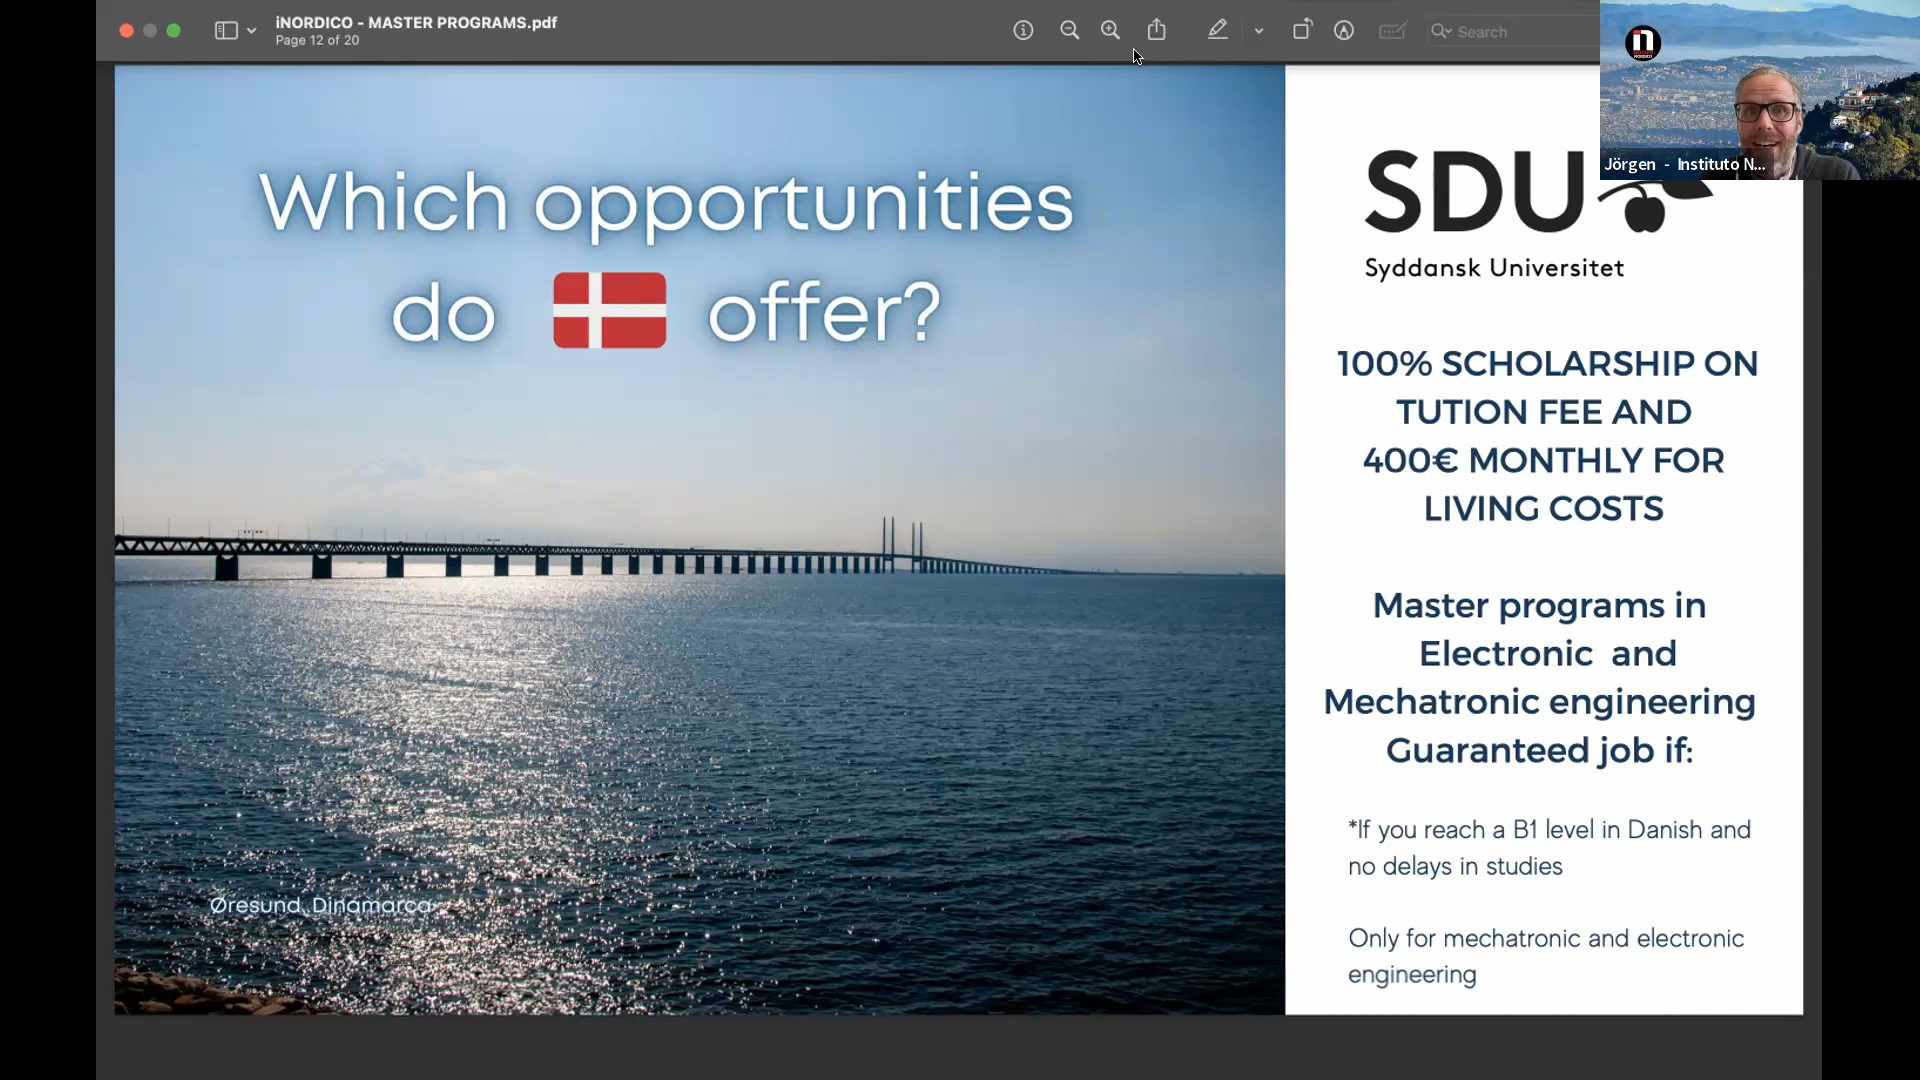 iNORDICO - MASTER PROGRAMS.pdf
Page 12 of 20
Search
Jörgen - Instituto N...
Which opportunities
do offer?
Øresund, Dinamarca
SDU
Syddansk Universitet
100% SCHOLARSHIP ON
TUTION FEE AND
400€ MONTHLY FOR
LIVING COSTS
Master programs in
Electronic and
Mechatronic engineering
Guaranteed job if:
*If you reach a B1 level in Danish and
no delays in studies
Only for mechatronic and electronic
engineering